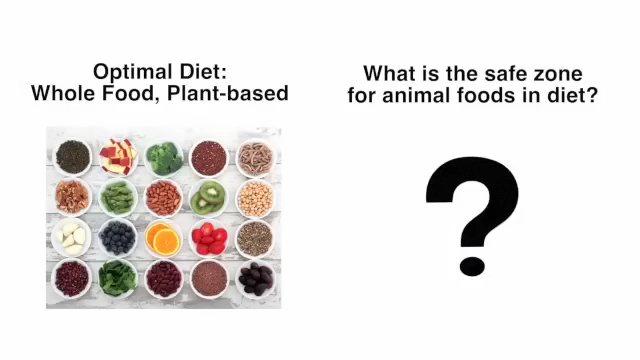 Optimal Diet:
Whole Food, Plant-based
What is the safe zone
for animal foods in diet?
?